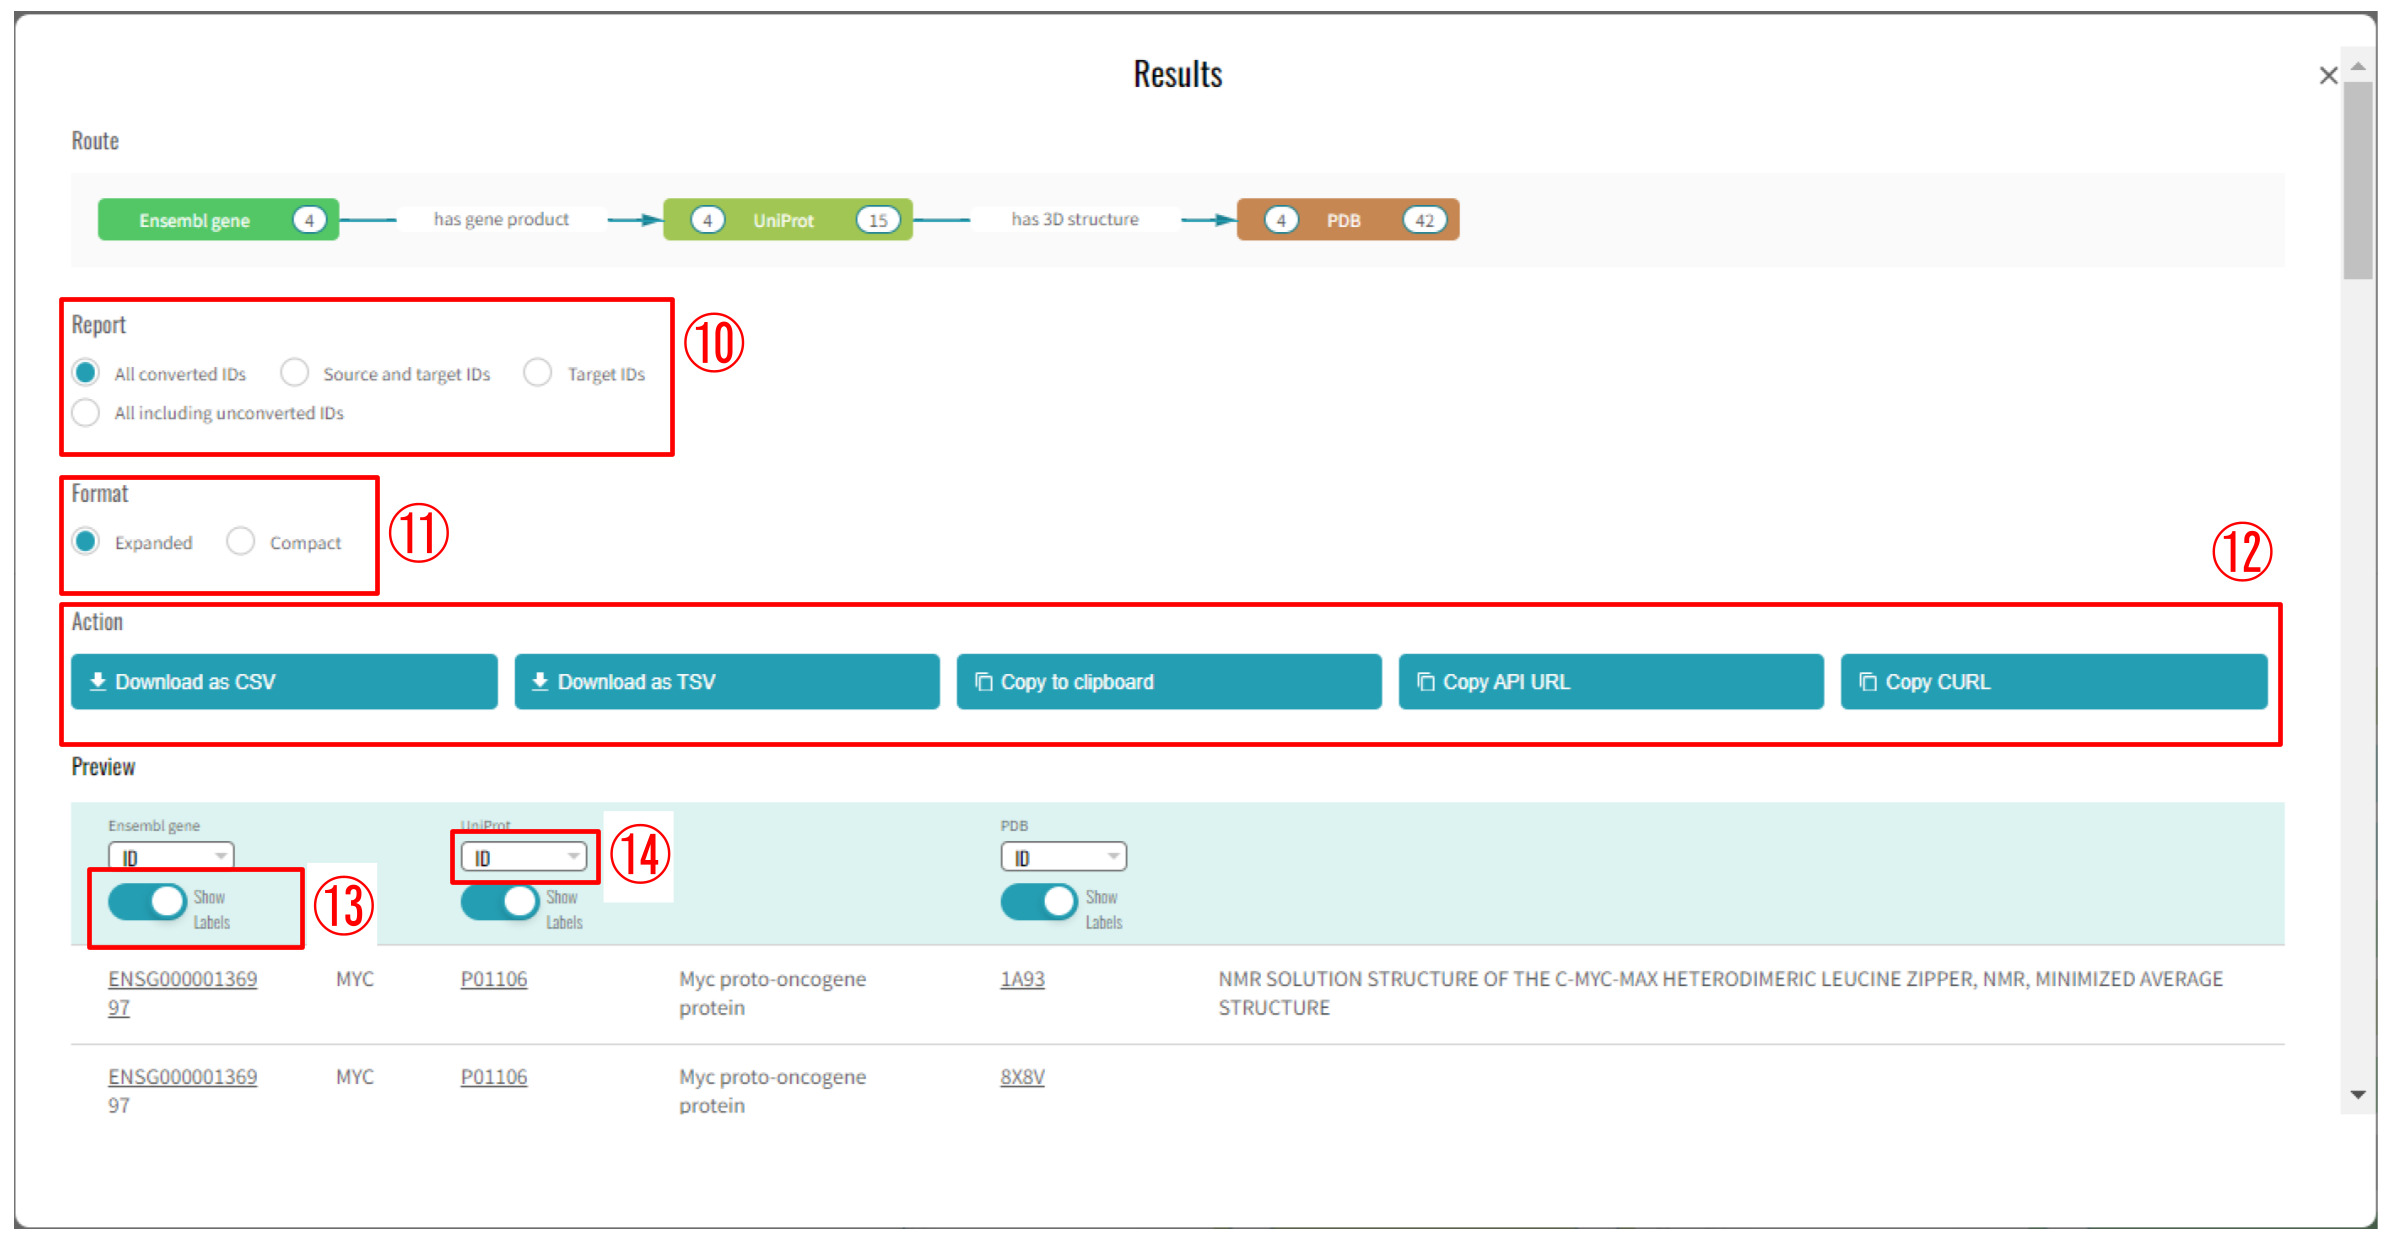 Results
Route
Ensembl gene 4 has gene product 4 UniProt 15 has 3D structure 4 PDB 42
Report
⑩
All converted IDs Source and target IDs Target IDs
All including unconverted IDs
Format
⑪
Expanded Compact
⑫
Action
Download as CSV Download as TSV Copy to clipboard Copy API URL Copy CURL
Preview
Ensembl gene UniProt PDB
ID ID ⑭ ID
Show Show Show
⑬
Labels Labels Labels
ENSG000001369 MYC P01106 Myc proto-oncogene 1A93 NMR SOLUTION STRUCTURE OF THE C-MYC-MAX HETERODIMERIC LEUCINE ZIPPER, NMR, MINIMIZED AVERAGE
97 protein STRUCTURE
ENSG000001369 MYC P01106 Myc proto-oncogene 8X8V
97 protein